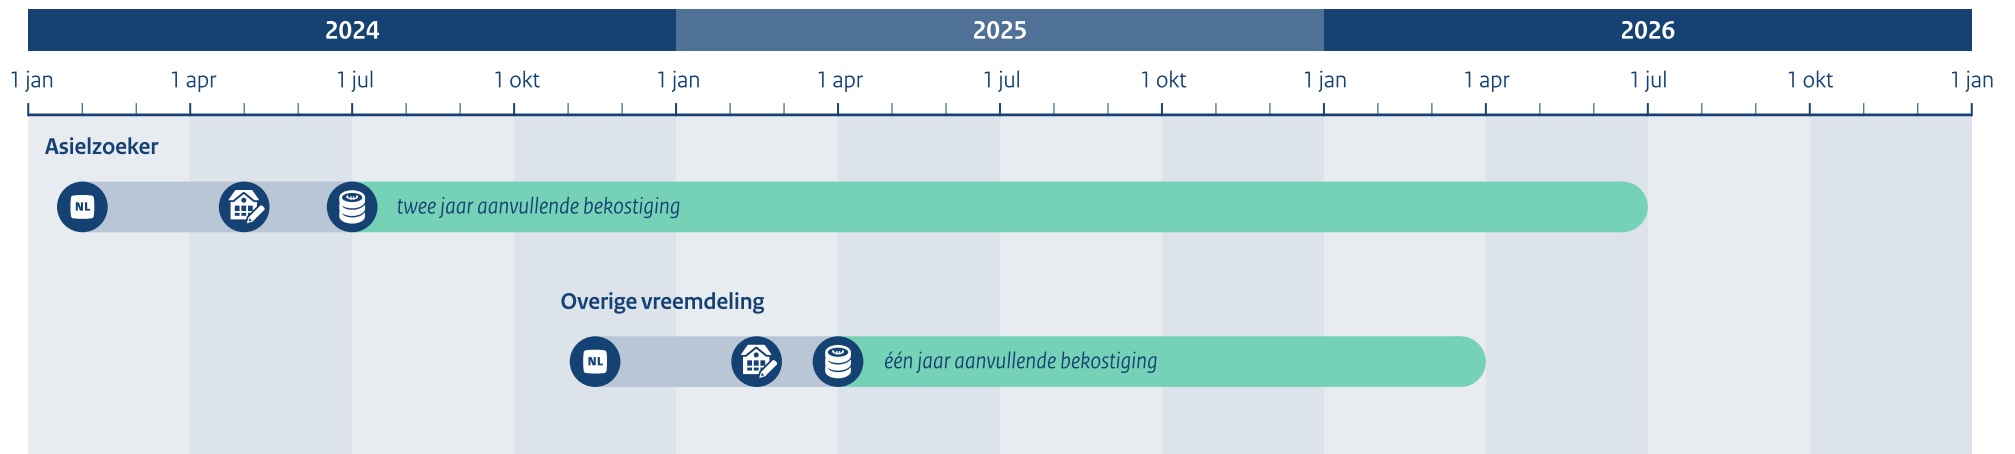 2024 2025 2026
1 jan 1 apr 1 jul 1 okt 1 jan 1 apr 1 jul 1 okt 1 jan 1 apr 1 jul 1 okt 1 jan
Asielzoeker
NL twee jaar aanvullende bekostiging
Overige vreemdeling
NL één jaar aanvullende bekostiging